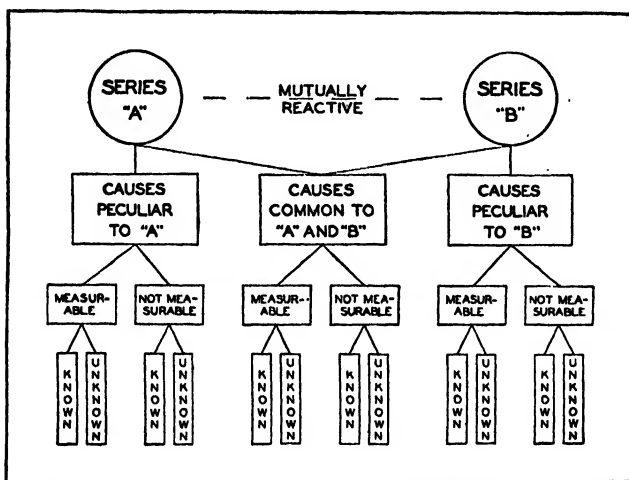 SERIES
"A"
MUTUALLY
REACTIVE
SERIES
"B"
CAUSES
PECULIAR
TO "A"
CAUSES
COMMON TO
"A" AND "B"
CAUSES
PECULIAR
TO "B"
MEASUR-
ABLE
NOT MEA-
SURABLE
MEASUR-
ABLE
NOT MEA-
SURABLE
MEASUR-
ABLE
NOT MEA-
SURABLE
KNOWN
UNKNOWN
KNOWN
UNKNOWN
KNOWN
UNKNOWN
KNOWN
UNKNOWN
KNOWN
UNKNOWN
KNOWN
UNKNOWN